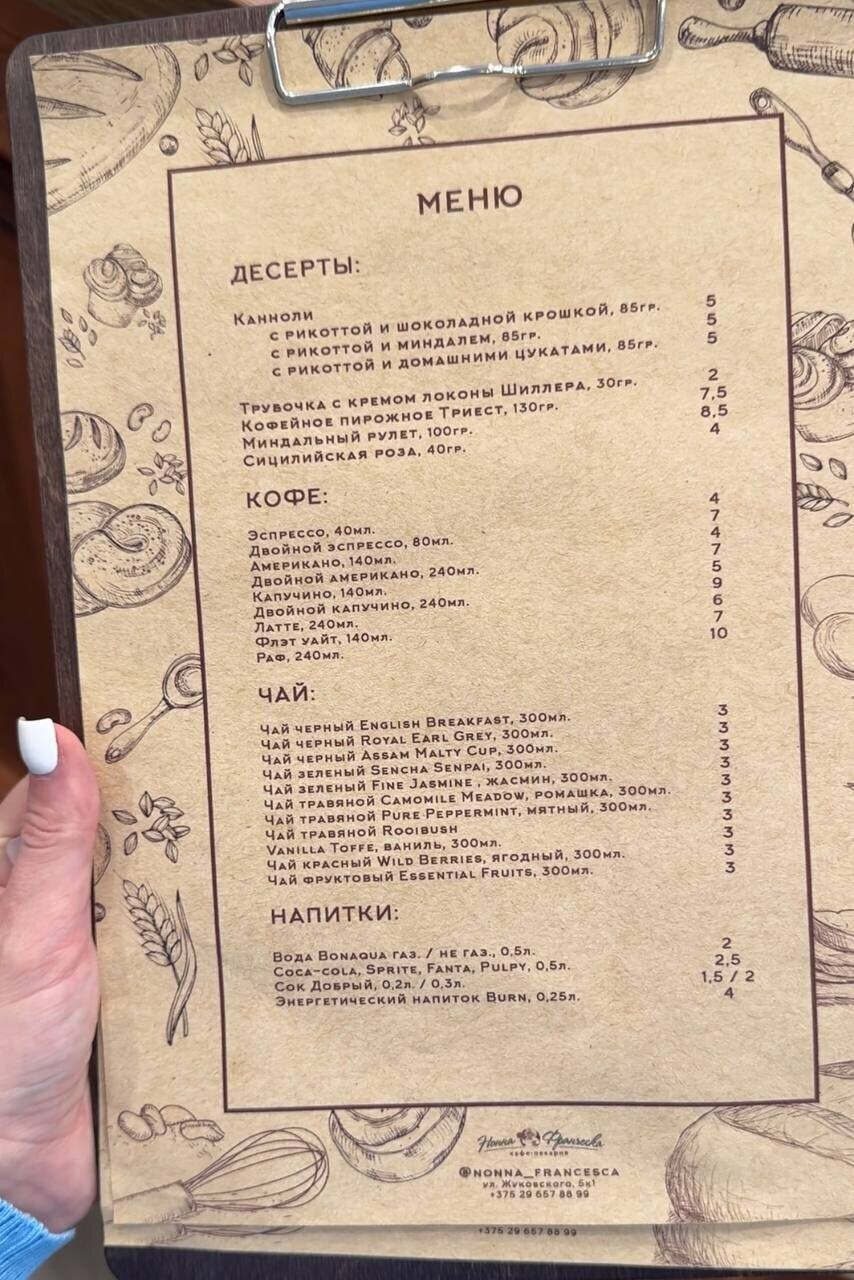 МЕНЮ
ДЕСЕРТЫ:
Канноли
с рикоттой и шоколадной крошкой, 85гр. 5
с рикоттой и миндалем, 85гр. 5
с рикоттой и домашними цукатами, 85гр. 5
Трубочка с кремом локоны Шиллера, 30гр. 2
Кофейное пирожное Триест, 130гр. 7,5
Миндальный рулет, 100гр. 8,5
Сицилийская роза, 40гр. 4
КОФЕ:
Эспрессо, 40мл. 4
Двойной эспрессо, 80мл. 7
Американо, 140мл. 4
Двойной американо, 240мл. 7
Капучино, 140мл. 5
Двойной капучино, 240мл. 9
Латте, 240мл. 6
Флэт уайт, 140мл. 7
Раф, 240мл. 10
ЧАЙ:
Чай черный English Breakfast, 300мл. 3
Чай черный Royal Earl Grey, 300мл. 3
Чай черный Assam Malty Cup, 300мл. 3
Чай зеленый Sencha Senpai, 300мл. 3
Чай зеленый Fine Jasmine , жасмин, 300мл. 3
Чай травяной Camomile Meadow, ромашка, 300мл. 3
Чай травяной Pure Peppermint, мятный, 300мл. 3
Чай травяной Rooibush 3
Vanilla Toffe, ваниль, 300мл.
Чай красный Wild Berries, ягодный, 300мл. 3
Чай фруктовый Essential Fruits, 300мл. 3
НАПИТКИ:
Вода Bonaqua газ. / не газ., 0,5л. 2
Coca-cola, Sprite, Fanta, Pulpy, 0,5л. 2,5
Сок Добрый, 0,2л. / 0,3л. 1,5 / 2
Энергетический напиток Burn, 0,25л. 4
Нонна Франческа
кафе-пекарня
@NONNA_FRANCESCA
ул. Жуковского, 5к1
+375 29 657 88 99
+375 29 657 88 99